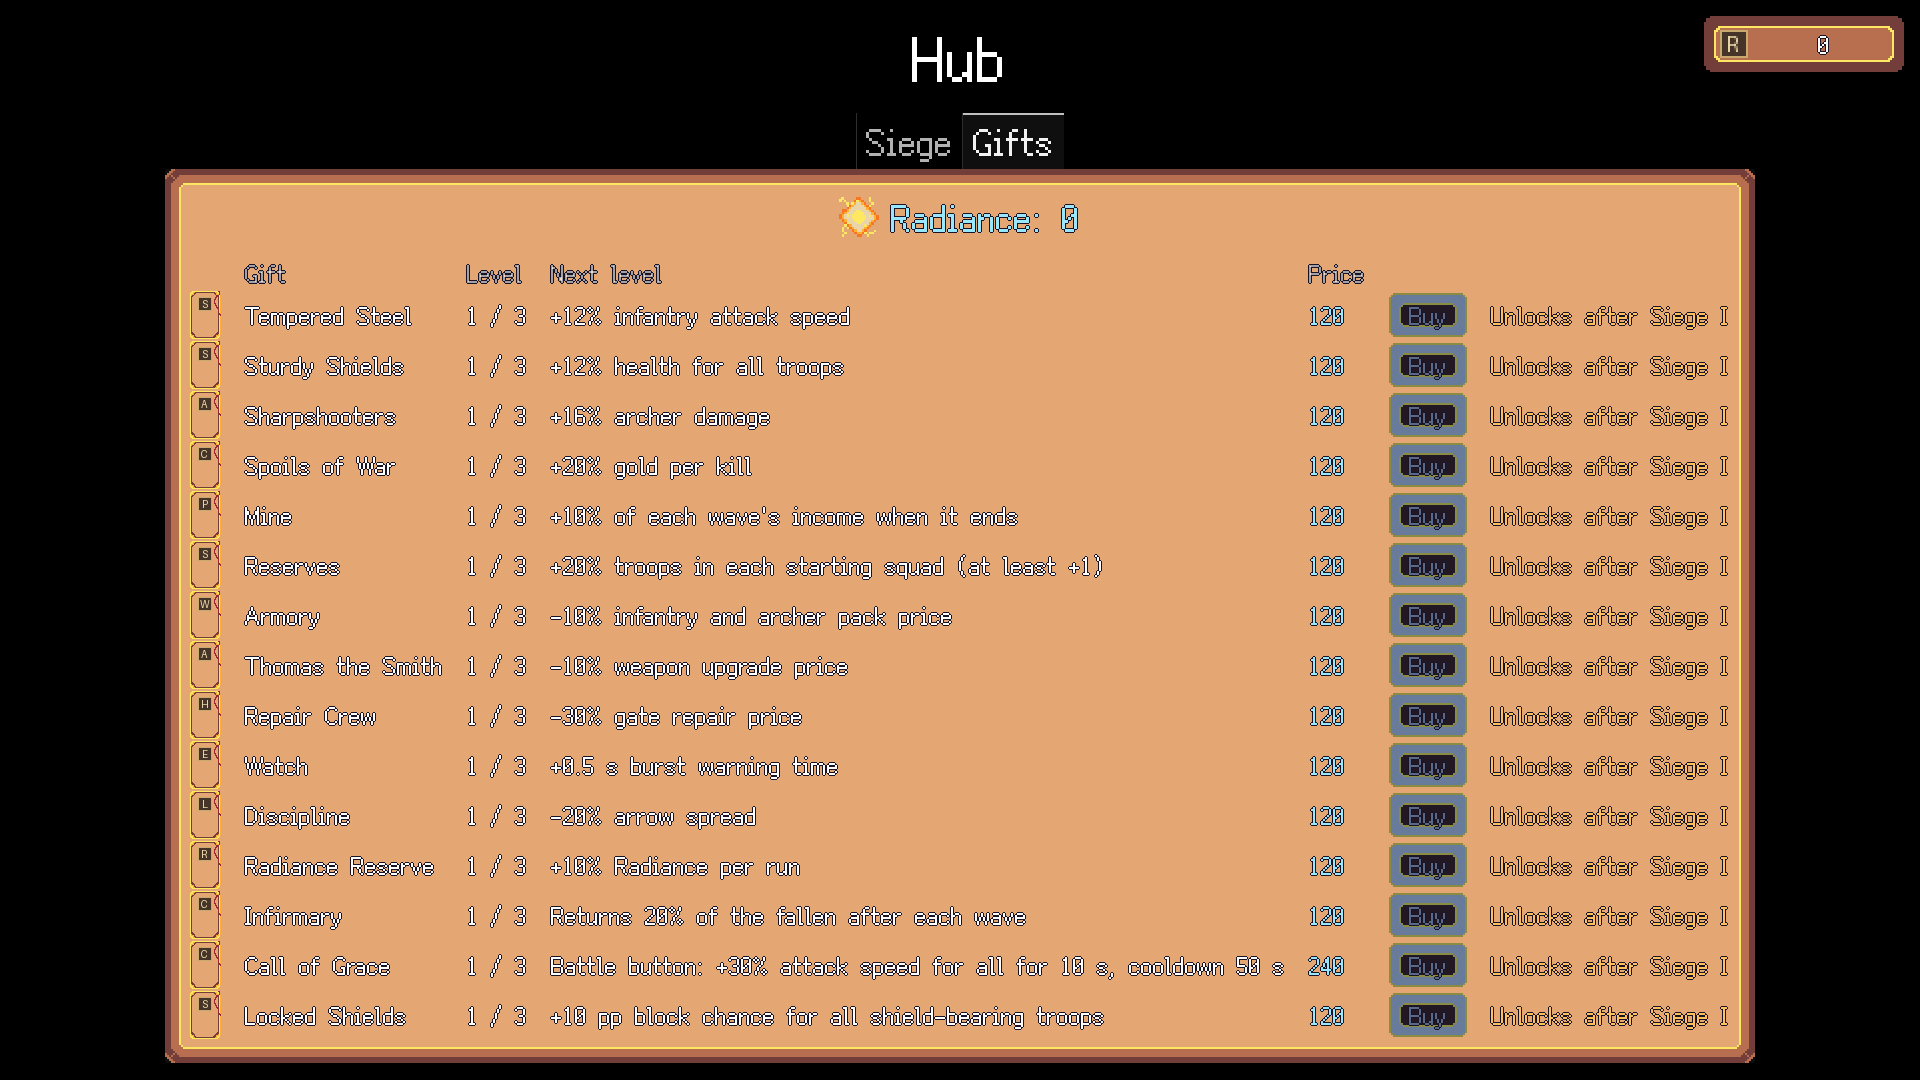 Hub
R 0
Siege Gifts
Radiance: 0
Gift Level Next level Price
S Tempered Steel 1 / 3 +12% infantry attack speed 120 Buy Unlocks after Siege I
S Sturdy Shields 1 / 3 +12% health for all troops 120 Buy Unlocks after Siege I
A Sharpshooters 1 / 3 +16% archer damage 120 Buy Unlocks after Siege I
C Spoils of War 1 / 3 +20% gold per kill 120 Buy Unlocks after Siege I
P Mine 1 / 3 +10% of each wave's income when it ends 120 Buy Unlocks after Siege I
S Reserves 1 / 3 +20% troops in each starting squad (at least +1) 120 Buy Unlocks after Siege I
W Armory 1 / 3 -10% infantry and archer pack price 120 Buy Unlocks after Siege I
A Thomas the Smith 1 / 3 -10% weapon upgrade price 120 Buy Unlocks after Siege I
H Repair Crew 1 / 3 -30% gate repair price 120 Buy Unlocks after Siege I
E Watch 1 / 3 +0.5 s burst warning time 120 Buy Unlocks after Siege I
L Discipline 1 / 3 -20% arrow spread 120 Buy Unlocks after Siege I
R Radiance Reserve 1 / 3 +10% Radiance per run 120 Buy Unlocks after Siege I
C Infirmary 1 / 3 Returns 20% of the fallen after each wave 120 Buy Unlocks after Siege I
C Call of Grace 1 / 3 Battle button: +30% attack speed for all for 10 s, cooldown 50 s 240 Buy Unlocks after Siege I
S Locked Shields 1 / 3 +10 pp block chance for all shield-bearing troops 120 Buy Unlocks after Siege I